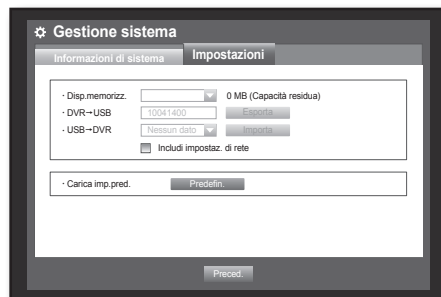 Gestione sistema
Informazioni di sistema Impostazioni
· Disp.memorizz. 0 MB (Capacità residua)
· DVR→USB 10041400 Esporta
· USB→DVR Nessun dato Importa
Includi impostaz. di rete
· Carica imp.pred. Predefin.
Preced.